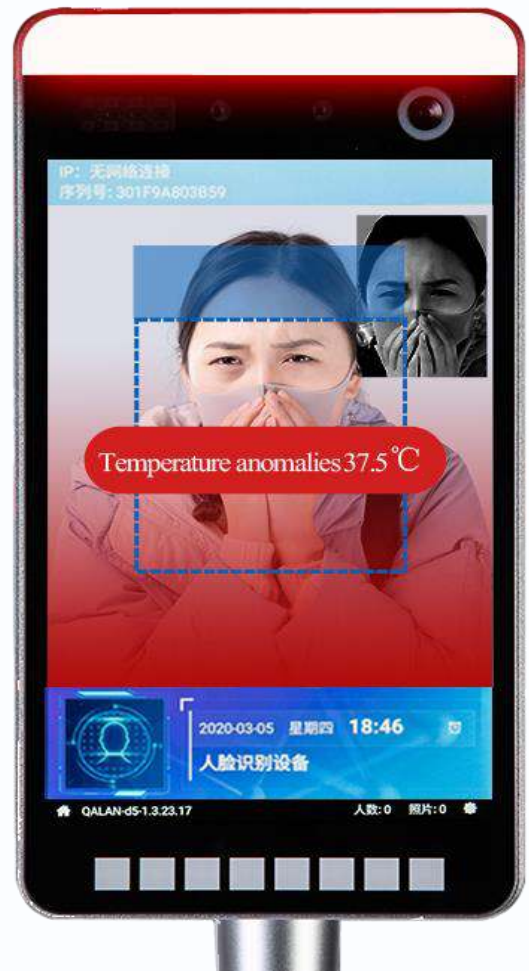 IP: 无网络连接
序列号: 301F9A803B59
Temperature anomalies 37.5℃
2020-03-05 星期四 18:46
人脸识别设备
QALAN-d5-1.3.23.17 人数: 0 照片: 0